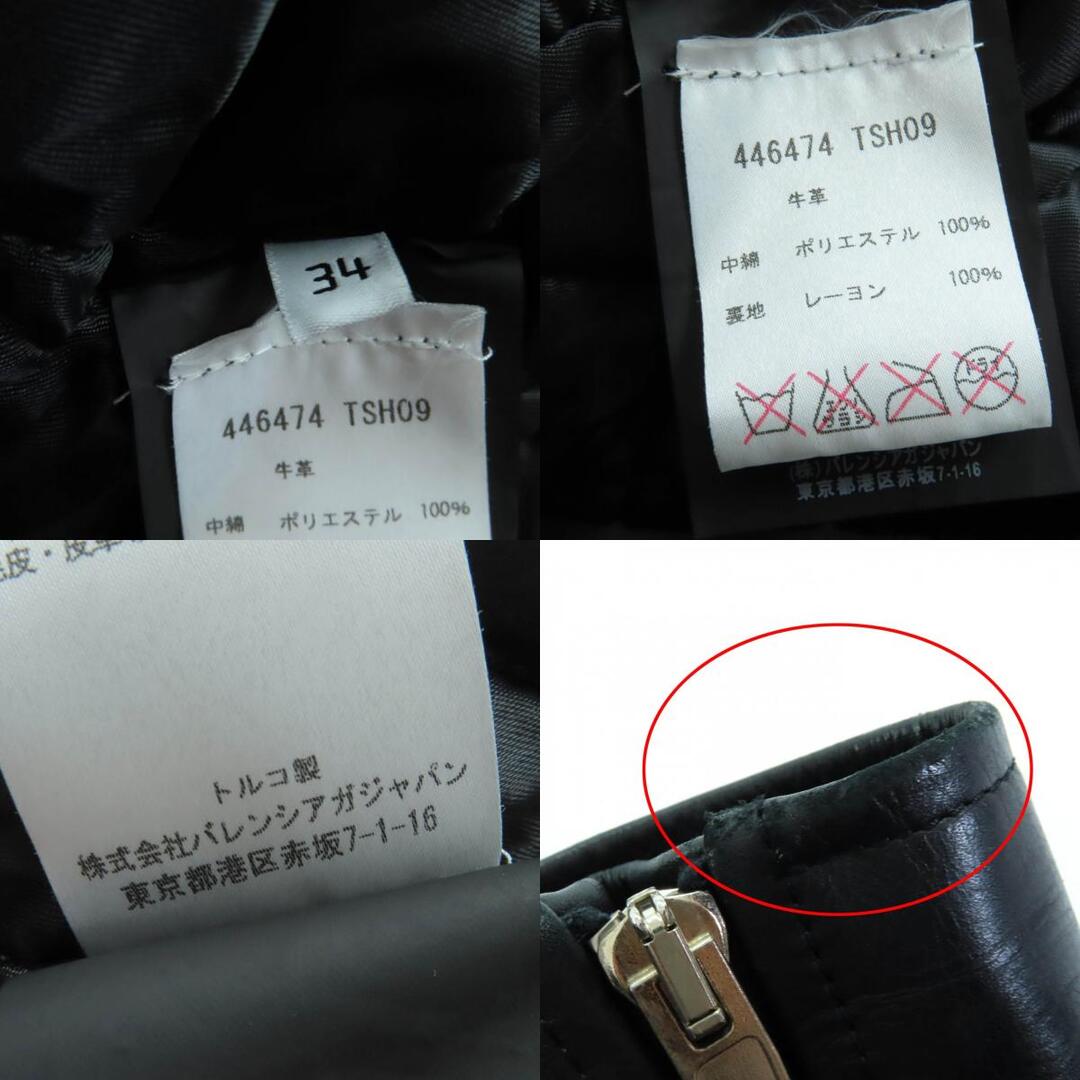 34
446474 TSH09
牛革
中綿 ポリエステル 100%
446474 TSH09
牛革
中綿 ポリエステル 100%
裏地 レーヨン 100%
ドライ
(株)バレンシアガジャパン
東京都港区赤坂7-1-16
トルコ製
株式会社バレンシアガジャパン
東京都港区赤坂7-1-16